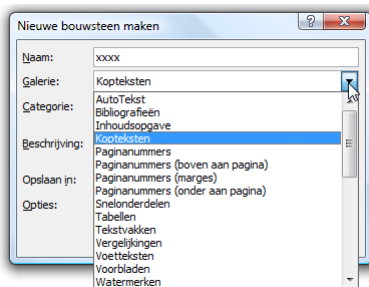 Nieuwe bouwsteen maken
Naam: xxxx
Galerie: Kopteksten
Categorie:
Beschrijving:
Opslaan in:
Opties:
AutoTekst
Bibliografieën
Inhoudsopgave
Kopteksten
Paginanummers
Paginanummers (boven aan pagina)
Paginanummers (marges)
Paginanummers (onder aan pagina)
Snelonderdelen
Tabellen
Tekstvakken
Vergelijkingen
Voetteksten
Voorbladen
Watermerken